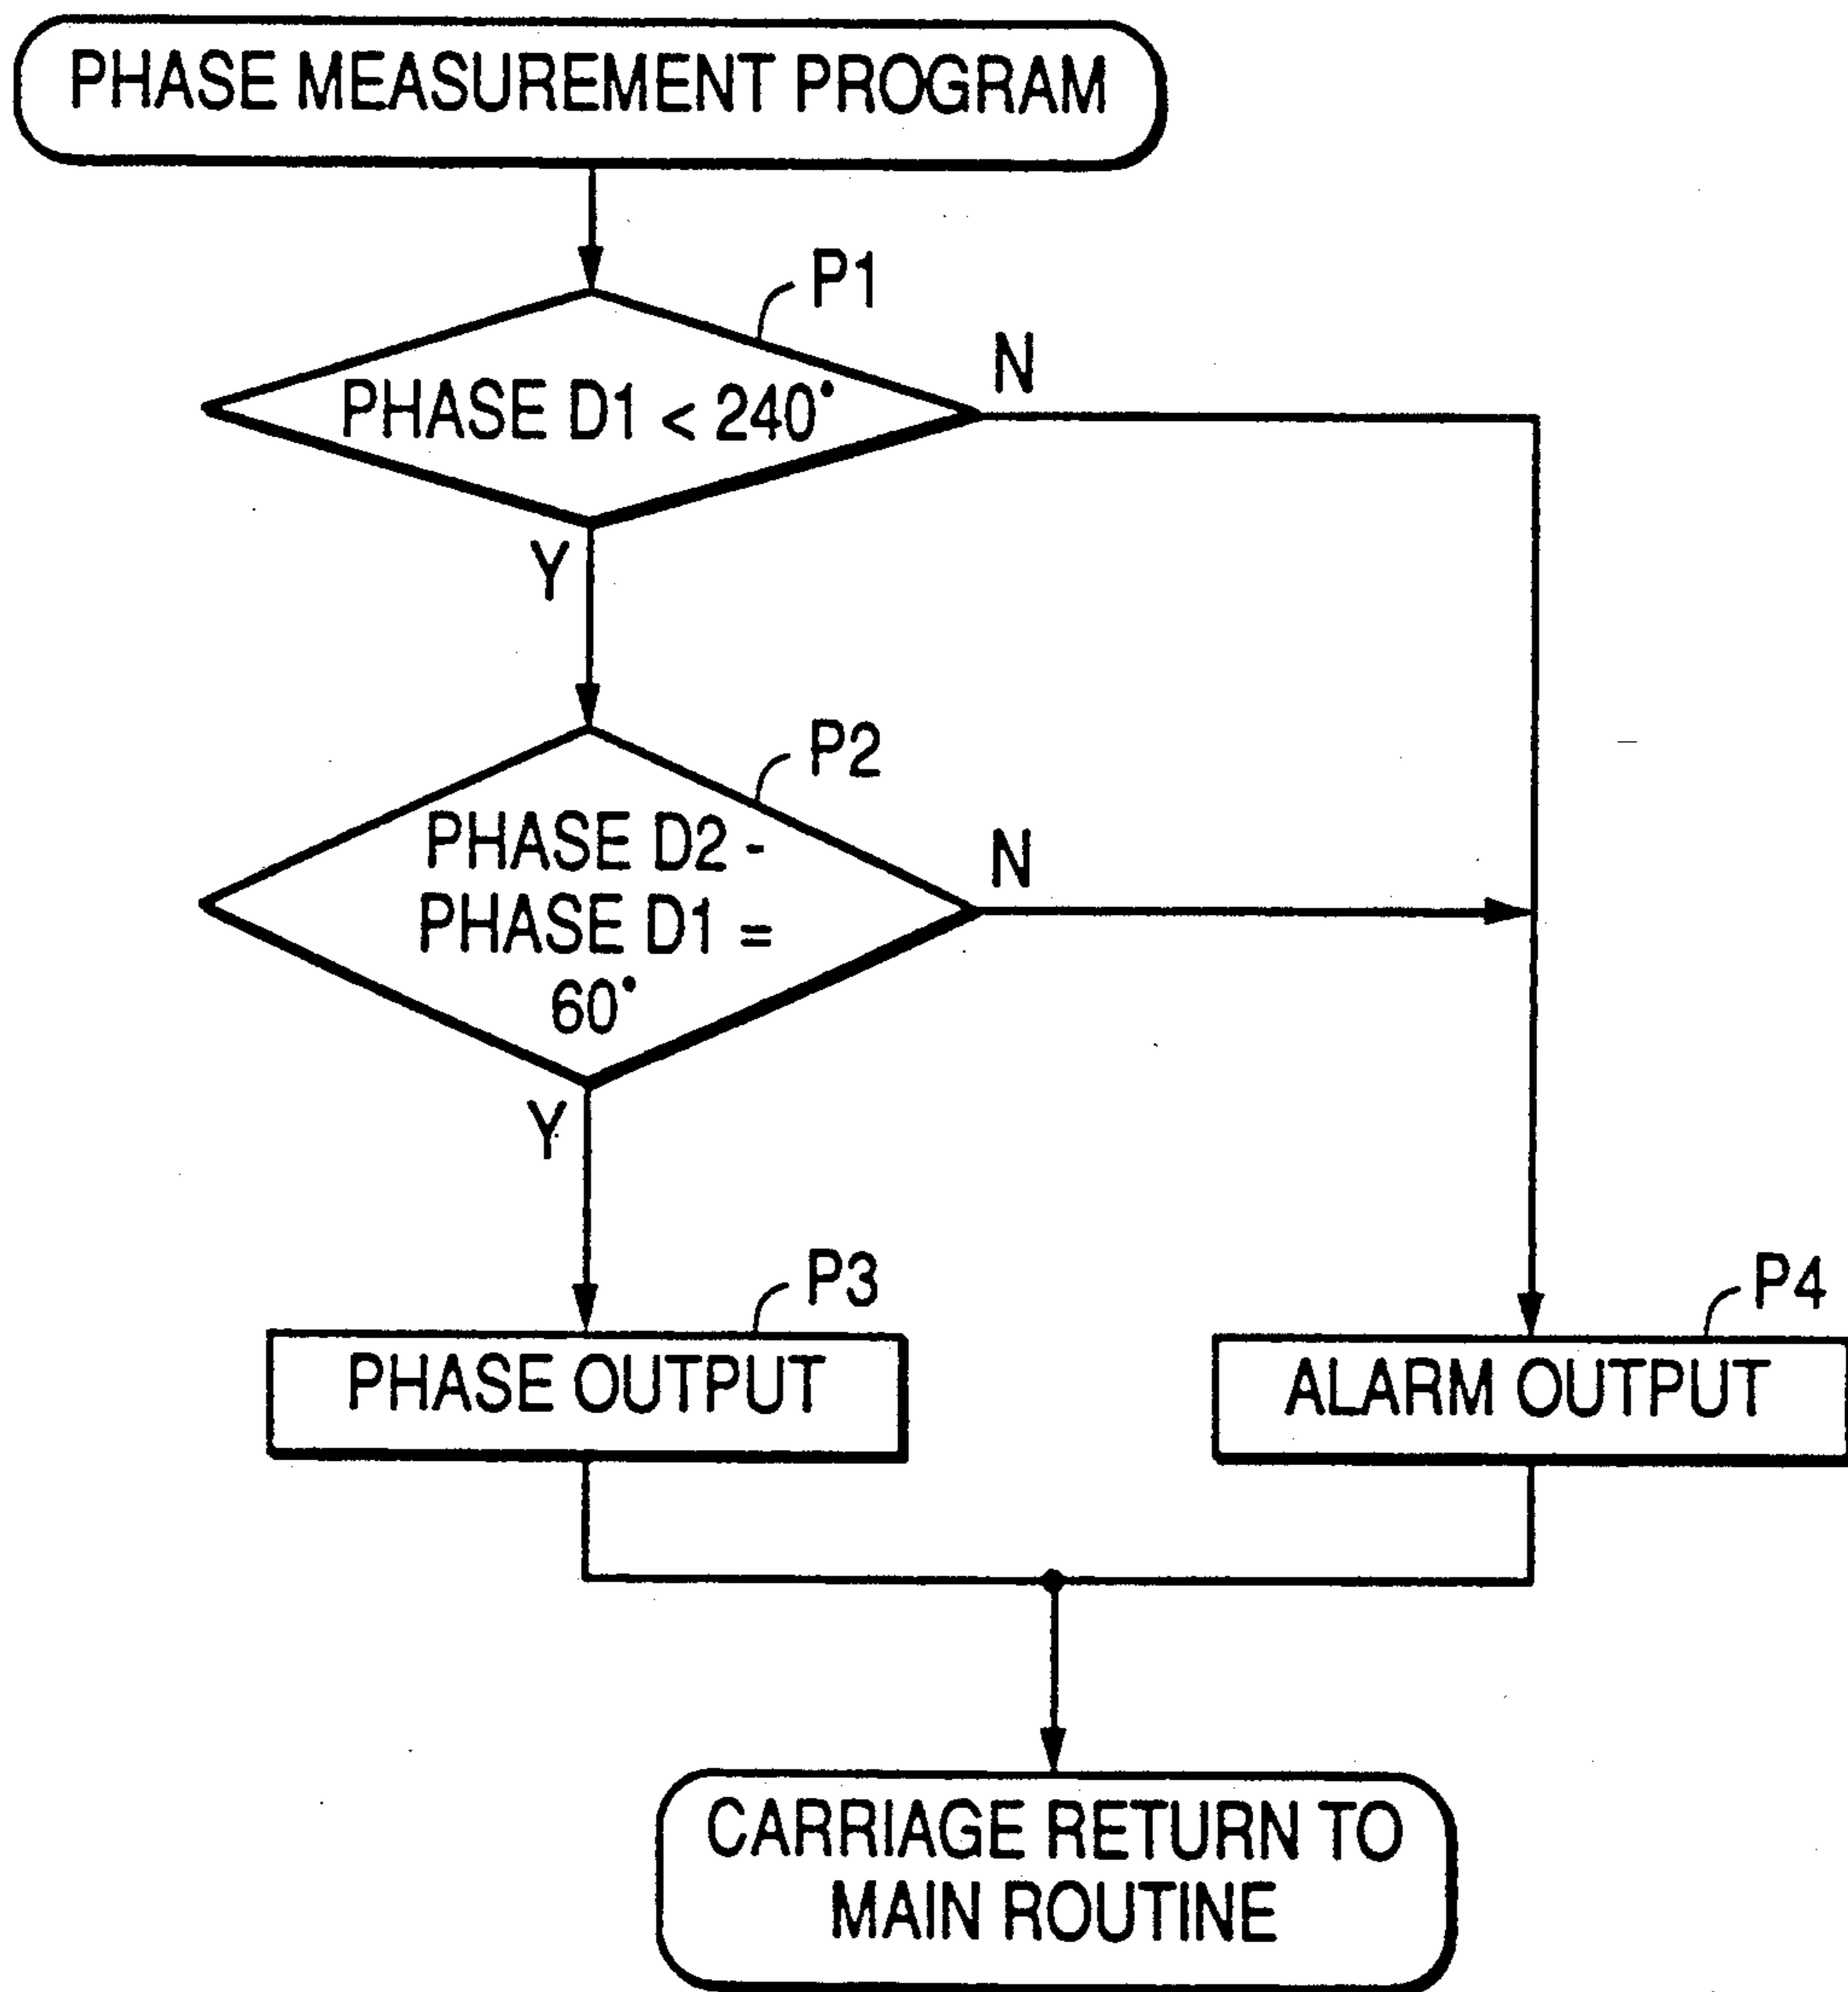 PHASE MEASUREMENT PROGRAM
P1
N
PHASE D1 < 240°
Y
P2
PHASE D2 -
N
PHASE D1 =
60°
Y
P3
P4
PHASE OUTPUT
ALARM OUTPUT
CARRIAGE RETURN TO
MAIN ROUTINE